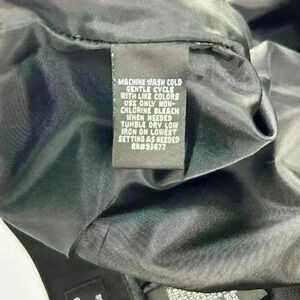 MACHINE WASH COLD
GENTLE CYCLE
WITH LIKE COLORS
USE ONLY NON-
CHLORINE BLEACH
WHEN NEEDED
TUMBLE DRY LOW
IRON ON LOWEST
SETTING AS NEEDED
RN#93677